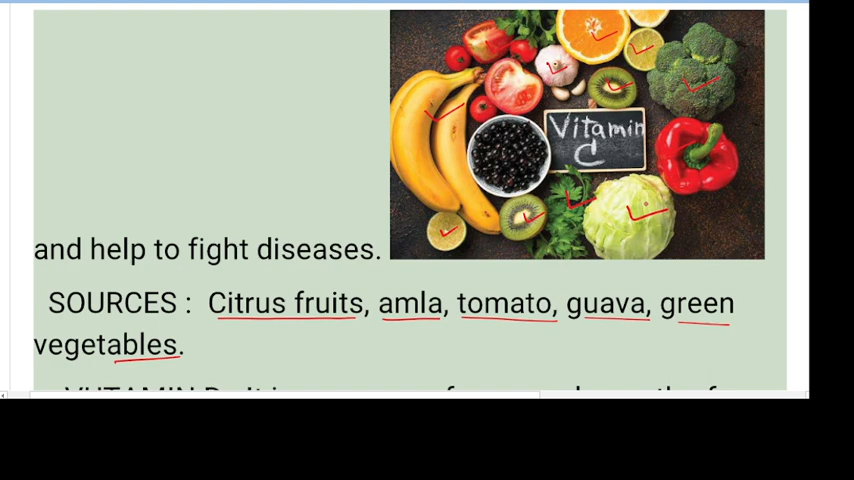 Vitamin
C
and help to fight diseases.
SOURCES : Citrus fruits, amla, tomato, guava, green
vegetables.